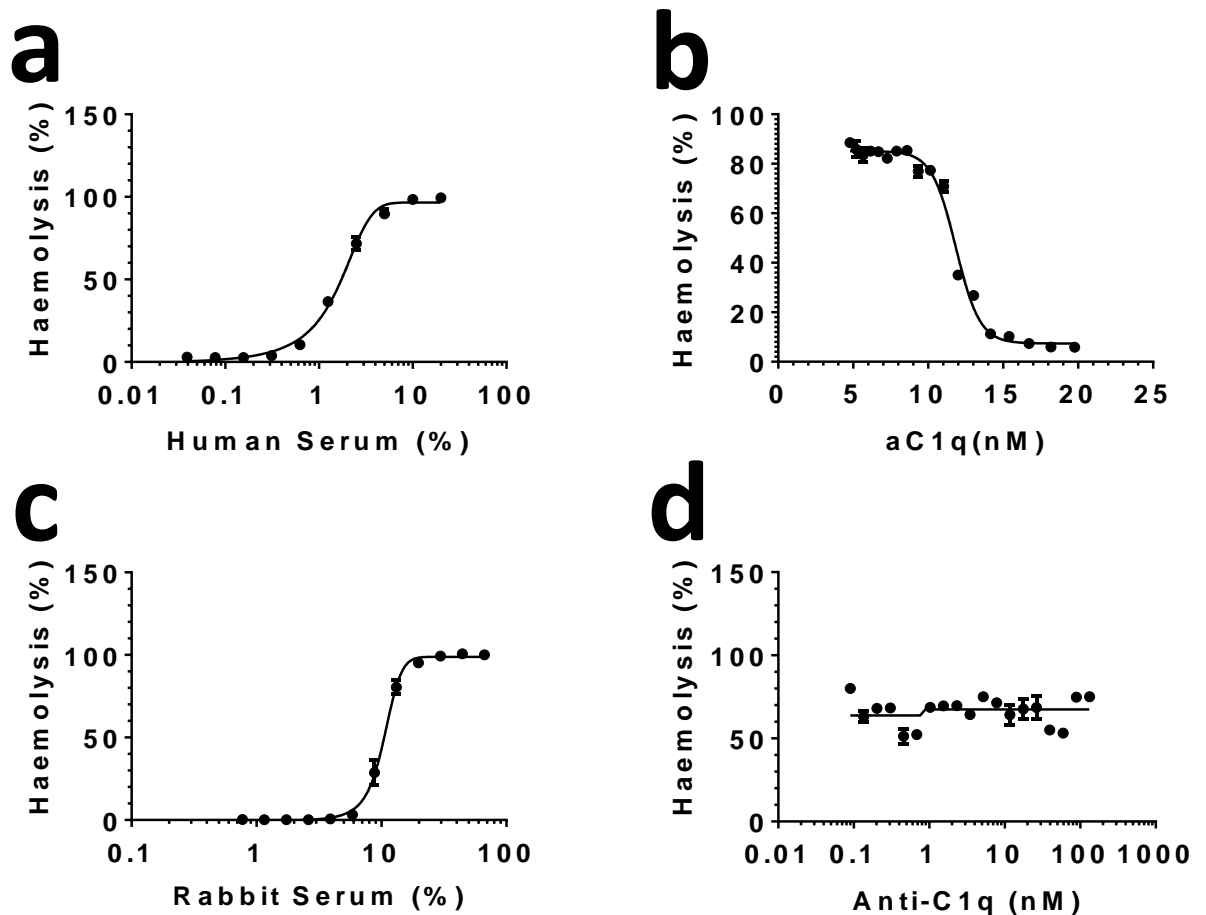 a
Haemolysis (%)
150
100
50
0
0.01 0.1 1 10 100
Human Serum (%)
b
Haemolysis (%)
100
80
60
40
20
0
0 5 10 15 20 25
aC1q(nM)
c
Haemolysis (%)
150
100
50
0
0.1 1 10 100
Rabbit Serum (%)
d
Haemolysis (%)
150
100
50
0
0.01 0.1 1 10 100 1000
Anti-C1q (nM)